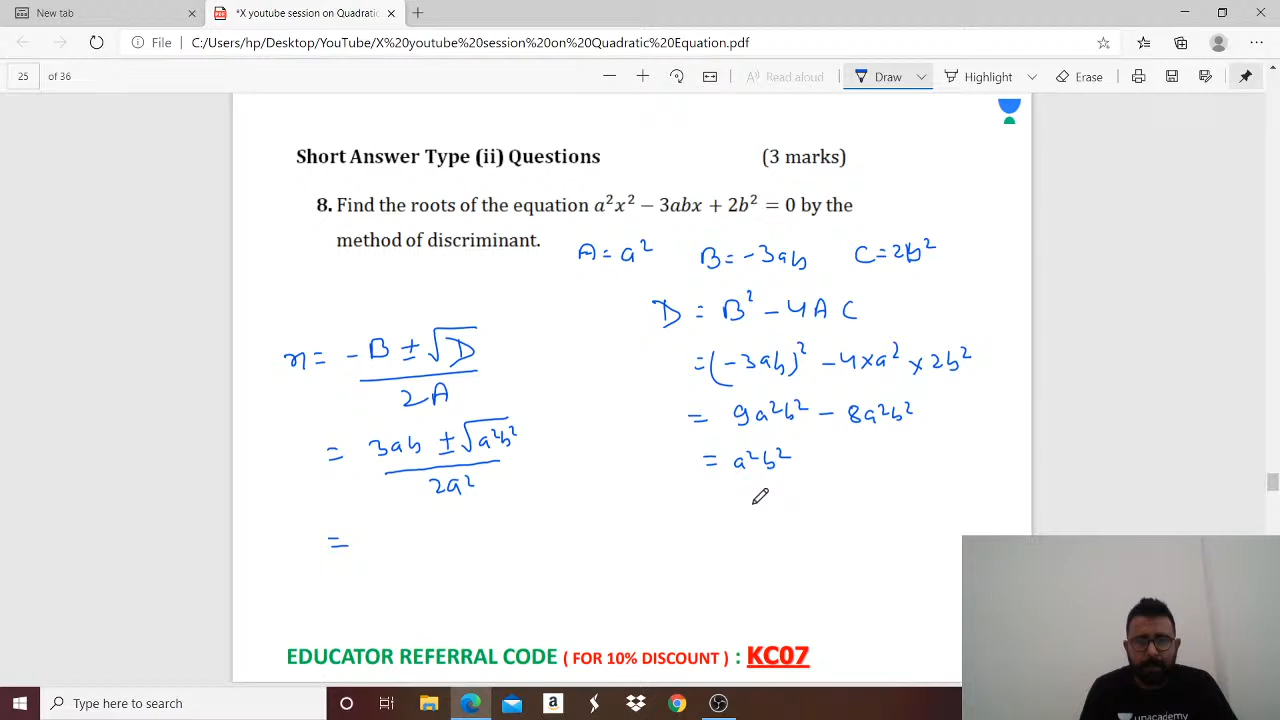 New tab
*X youtube session on Quadratic
File C:/Users/hp/Desktop/YouTube/X%20youtube%20session%20on%20Quadratic%20Equation.pdf
25 of 36 Read aloud Draw Highlight Erase
Short Answer Type (ii) Questions (3 marks)
8. Find the roots of the equation a²x² − 3abx + 2b² = 0 by the
method of discriminant.
A = a² B = -3ab C = 2b²
D = B² - 4AC
= (-3ab)² - 4×a² × 2b²
= 9a²b² - 8a²b²
= a²b²
x = -B ± √D / 2A
= 3ab ± √a²b² / 2a²
=
EDUCATOR REFERRAL CODE ( FOR 10% DISCOUNT ) : KC07
unacademy
Type here to search